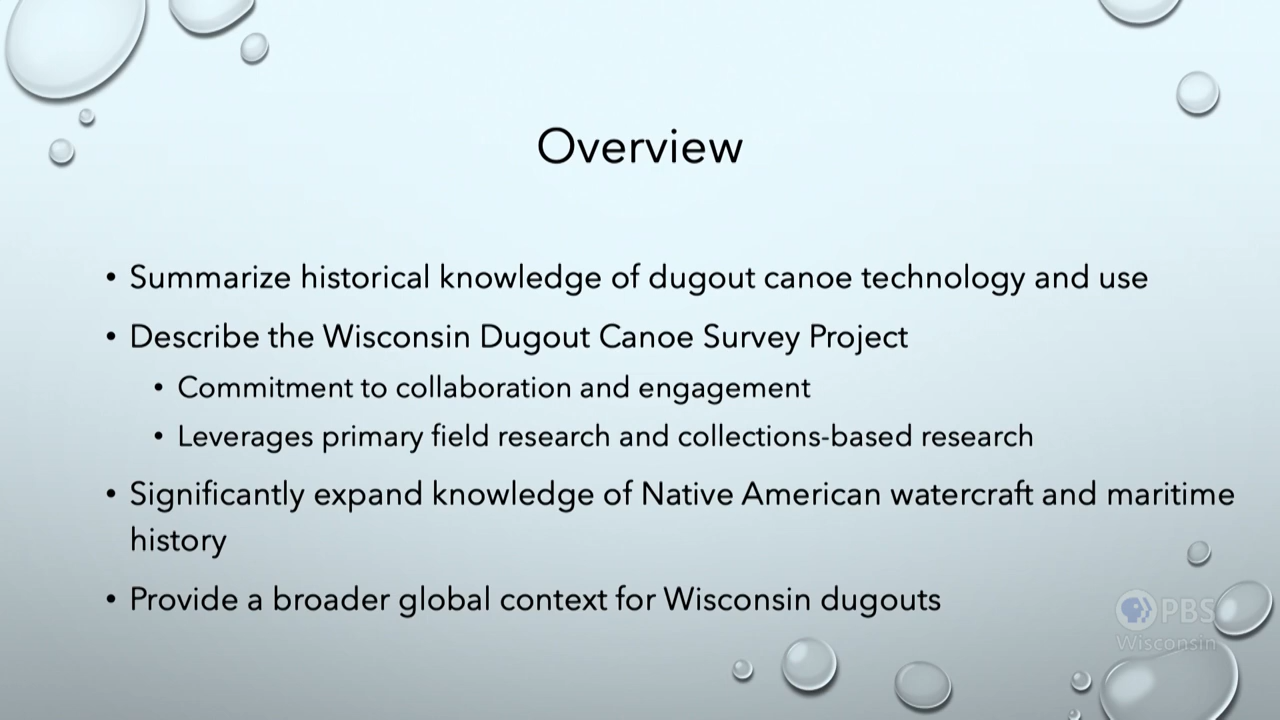 Overview
• Summarize historical knowledge of dugout canoe technology and use
• Describe the Wisconsin Dugout Canoe Survey Project
• Commitment to collaboration and engagement
• Leverages primary field research and collections-based research
• Significantly expand knowledge of Native American watercraft and maritime
history
• Provide a broader global context for Wisconsin dugouts
PBS
Wisconsin